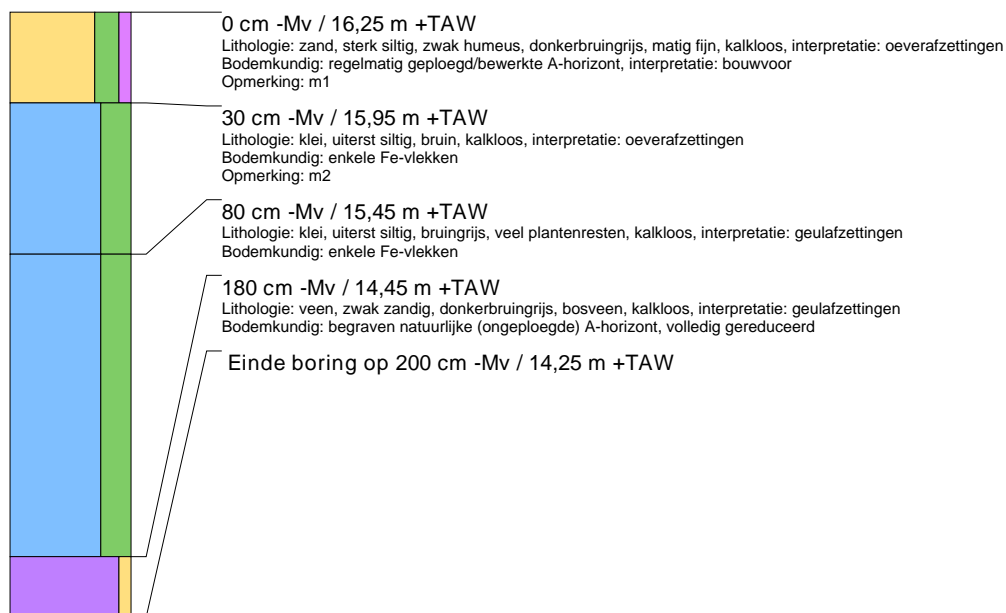 0 cm -Mv / 16,25 m +TAW
Lithologie: zand, sterk siltig, zwak humeus, donkerbruingrijs, matig fijn, kalkloos, interpretatie: oeverafzettingen
Bodemkundig: regelmatig geploegd/bewerkte A-horizont, interpretatie: bouwvoor
Opmerking: m1
30 cm -Mv / 15,95 m +TAW
Lithologie: klei, uiterst siltig, bruin, kalkloos, interpretatie: oeverafzettingen
Bodemkundig: enkele Fe-vlekken
Opmerking: m2
80 cm -Mv / 15,45 m +TAW
Lithologie: klei, uiterst siltig, bruingrijs, veel plantenresten, kalkloos, interpretatie: geulafzettingen
Bodemkundig: enkele Fe-vlekken
180 cm -Mv / 14,45 m +TAW
Lithologie: veen, zwak zandig, donkerbruingrijs, bosveen, kalkloos, interpretatie: geulafzettingen
Bodemkundig: begraven natuurlijke (ongeploegde) A-horizont, volledig gereduceerd
Einde boring op 200 cm -Mv / 14,25 m +TAW